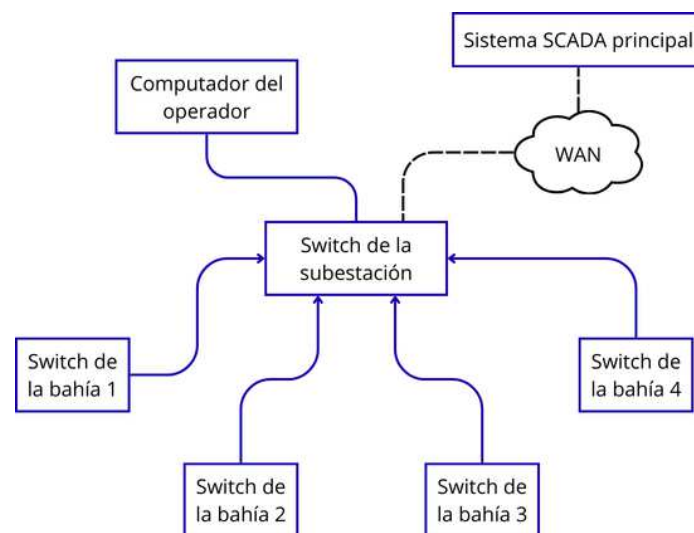 Sistema SCADA principal
Computador del
operador
WAN
Switch de la
subestación
Switch de
la bahía 1
Switch de
la bahía 4
Switch de
la bahía 2
Switch de
la bahía 3